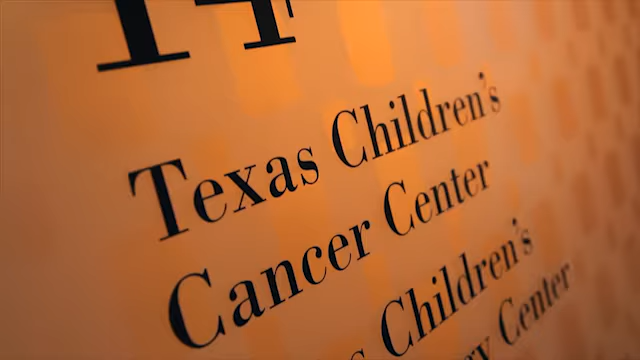 14
Texas Children's
Cancer Center
Children's
Center